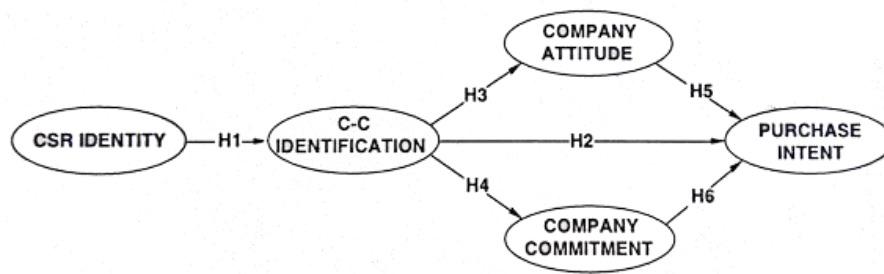 COMPANY
ATTITUDE
H3
H5
CSR IDENTITY
H1
C-C
IDENTIFICATION
H2
PURCHASE
INTENT
H4
H6
COMPANY
COMMITMENT